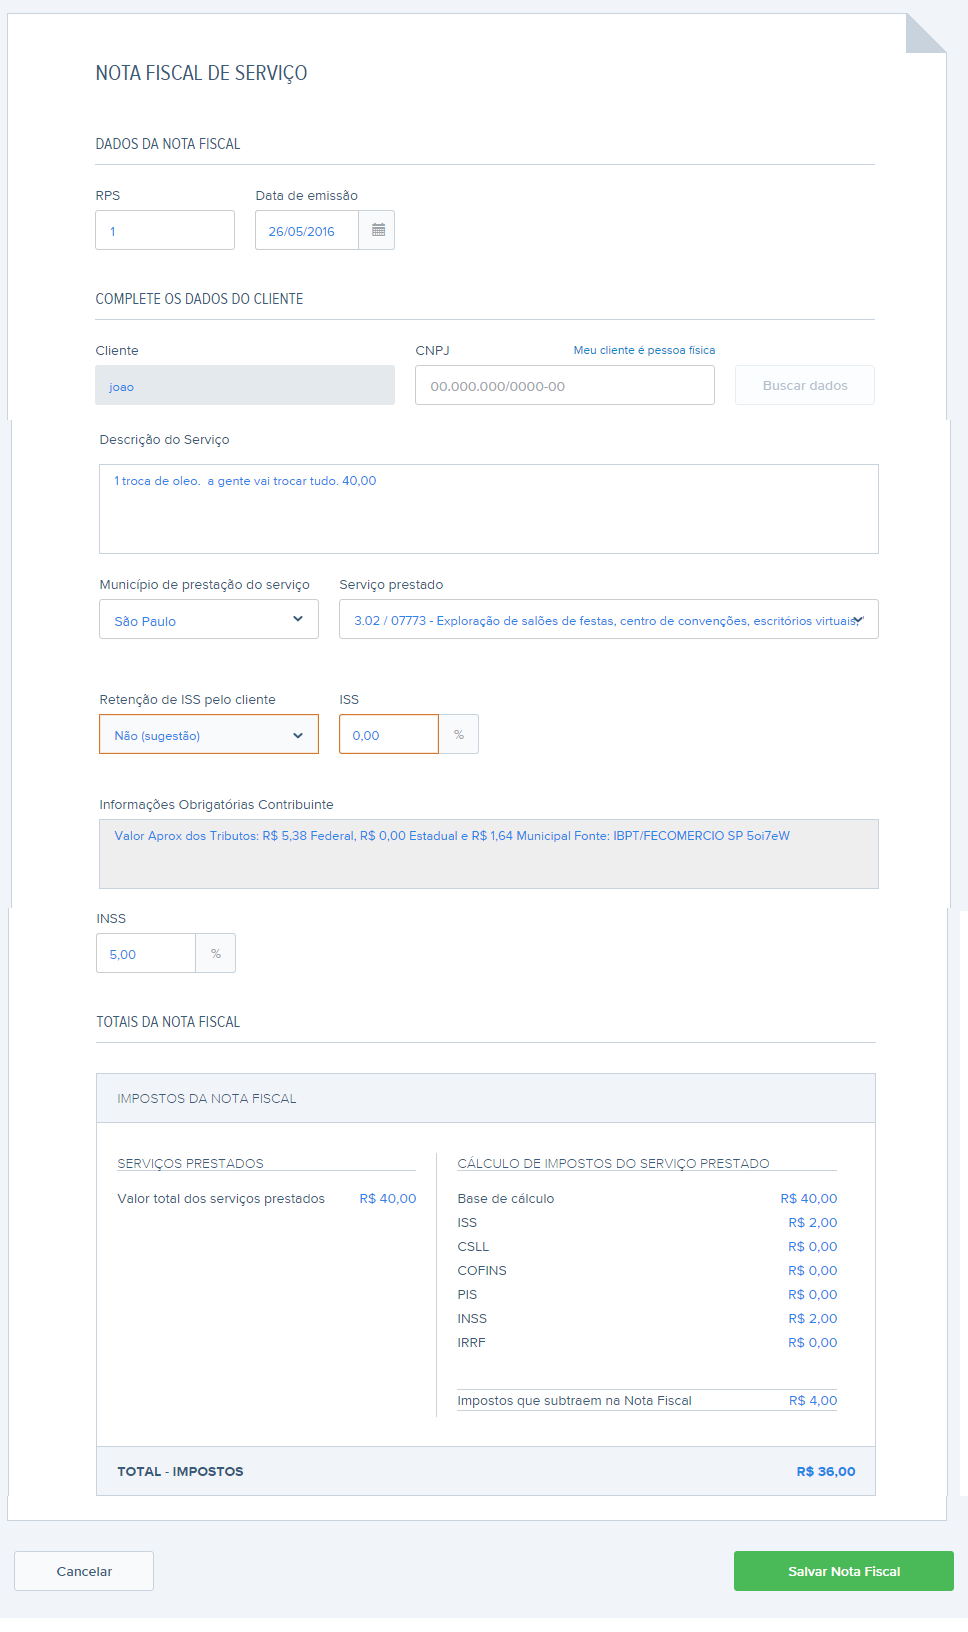 NOTA FISCAL DE SERVIÇO
DADOS DA NOTA FISCAL
RPS Data de emissão
1 26/05/2016
COMPLETE OS DADOS DO CLIENTE
Cliente CNPJ Meu cliente é pessoa física
joao 00.000.000/0000-00 Buscar dados
Descrição do Serviço
1 troca de oleo.  a gente vai trocar tudo. 40,00
Município de prestação do serviço Serviço prestado
São Paulo 3.02 / 07773 - Exploração de salões de festas, centro de convenções, escritórios virtuais,
Retenção de ISS pelo cliente ISS
Não (sugestão) 0,00 %
Informações Obrigatórias Contribuinte
Valor Aprox dos Tributos: R$ 5,38 Federal, R$ 0,00 Estadual e R$ 1,64 Municipal Fonte: IBPT/FECOMERCIO SP 5oi7eW
INSS
5,00 %
TOTAIS DA NOTA FISCAL
IMPOSTOS DA NOTA FISCAL
SERVIÇOS PRESTADOS CÁLCULO DE IMPOSTOS DO SERVIÇO PRESTADO
Valor total dos serviços prestados R$ 40,00 Base de cálculo R$ 40,00
ISS R$ 2,00
CSLL R$ 0,00
COFINS R$ 0,00
PIS R$ 0,00
INSS R$ 2,00
IRRF R$ 0,00
Impostos que subtraem na Nota Fiscal R$ 4,00
TOTAL - IMPOSTOS R$ 36,00
Cancelar Salvar Nota Fiscal